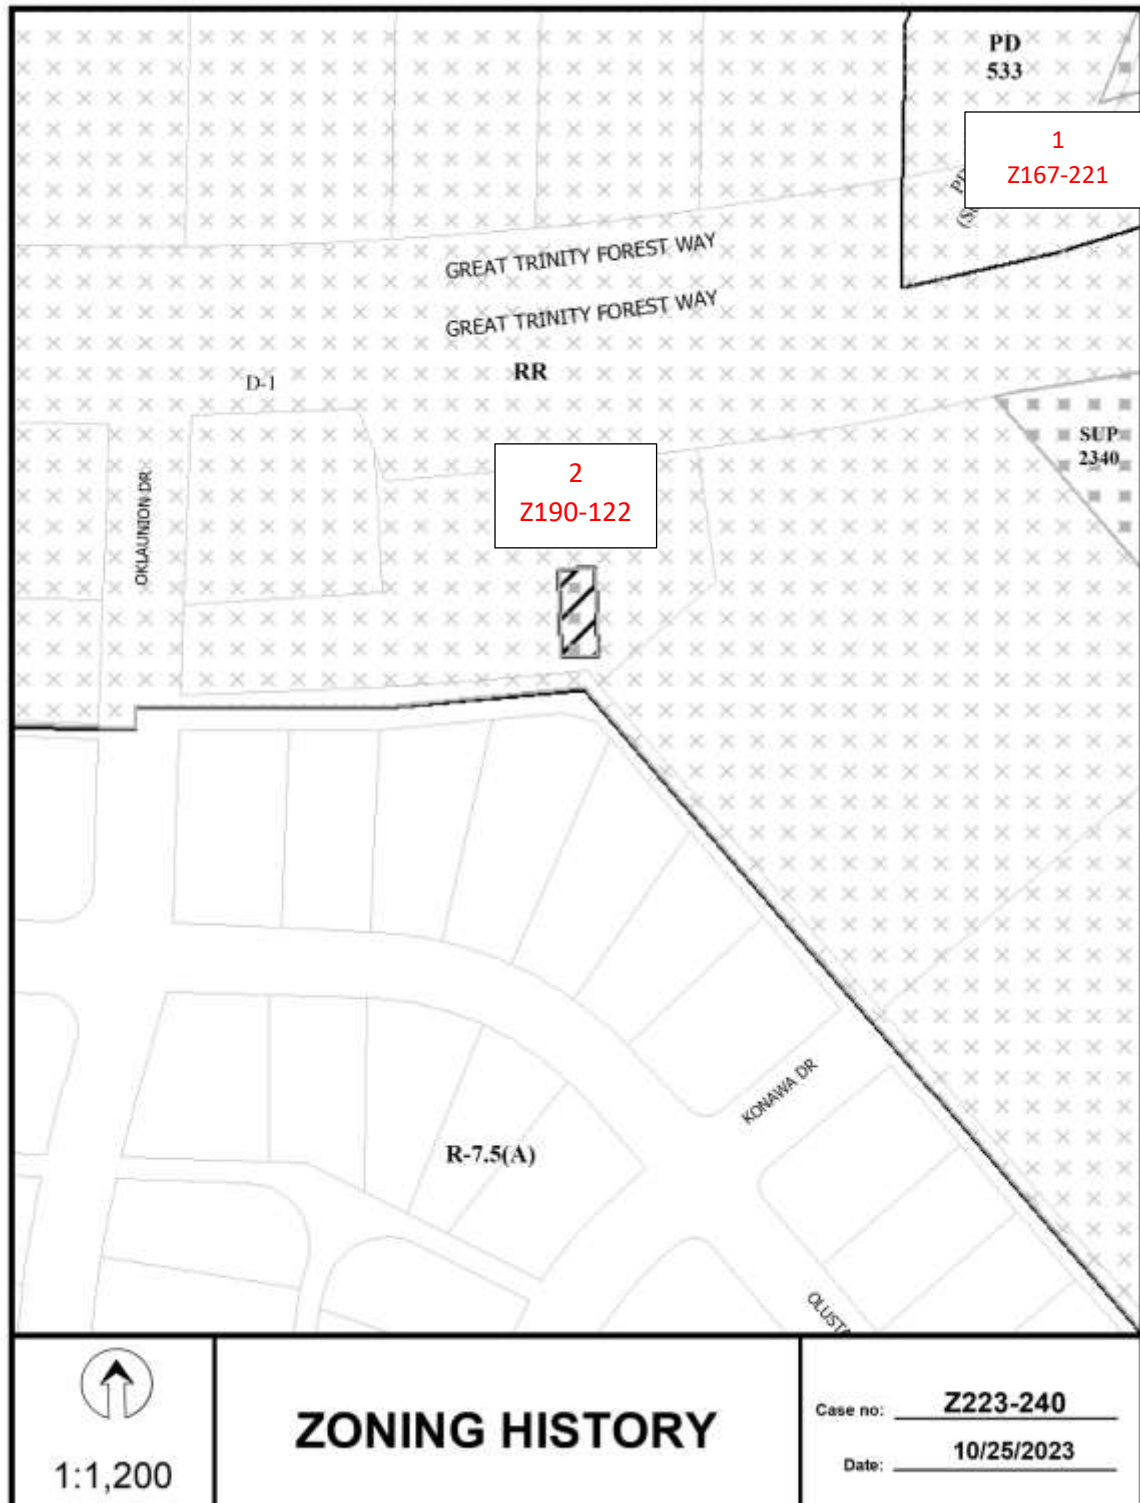 PD
533
1
Z167-221
GREAT TRINITY FOREST WAY
GREAT TRINITY FOREST WAY
RR
D-1
SUP
2340
2
Z190-122
OKLAUNION DR
KONAWA DR
R-7.5(A)
1:1,200
ZONING HISTORY
Case no: Z223-240
Date: 10/25/2023